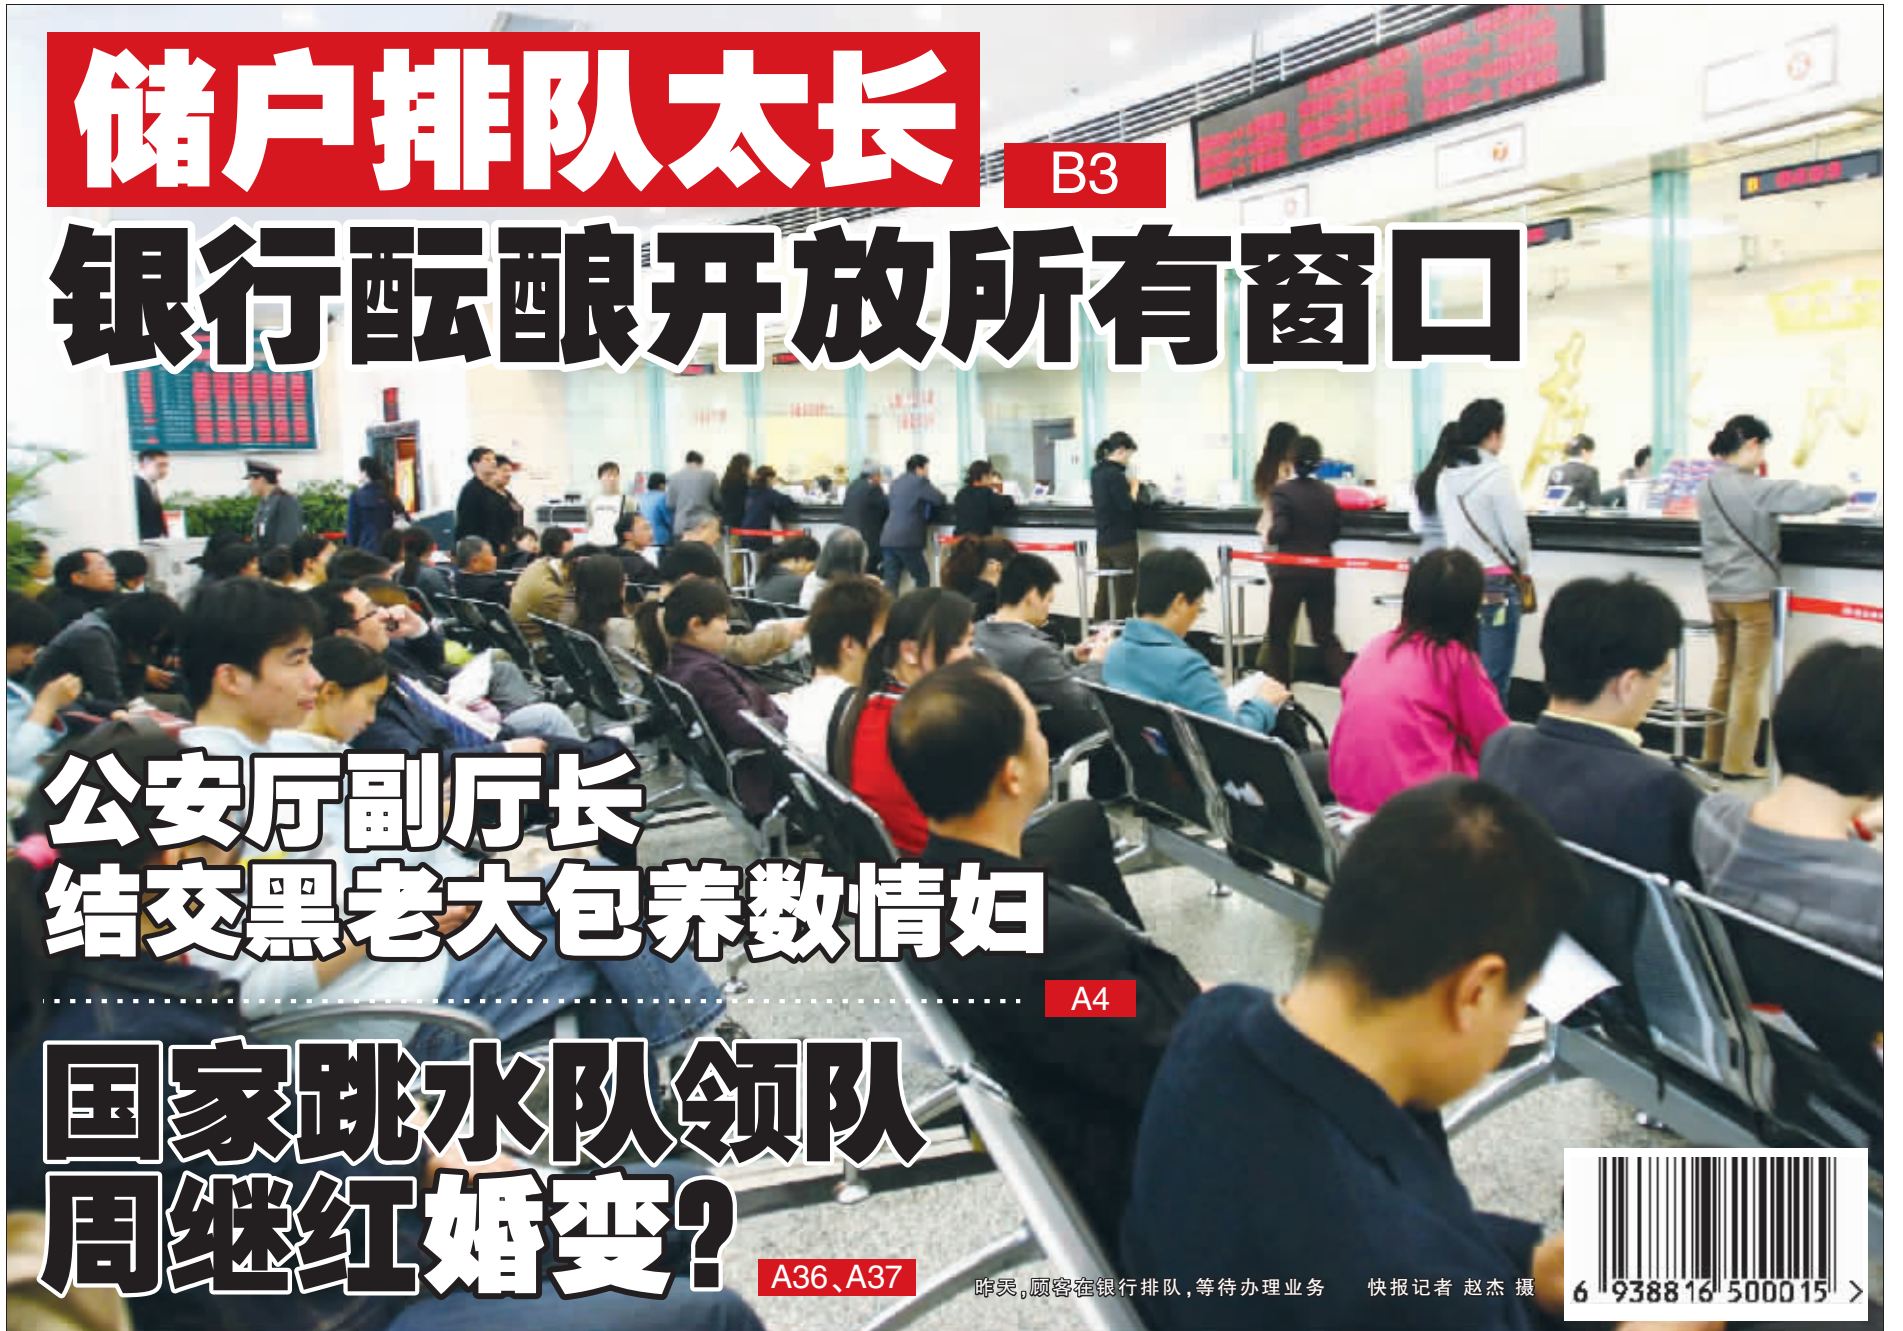 储户排队太长
B3
银行酝酿开放所有窗口
公安厅副厅长
结交黑老大包养数情妇
A4
国家跳水队领队
周继红婚变?
A36、A37
昨天,顾客在银行排队,等待办理业务 快报记者 赵杰 摄
6 938816 500015 >